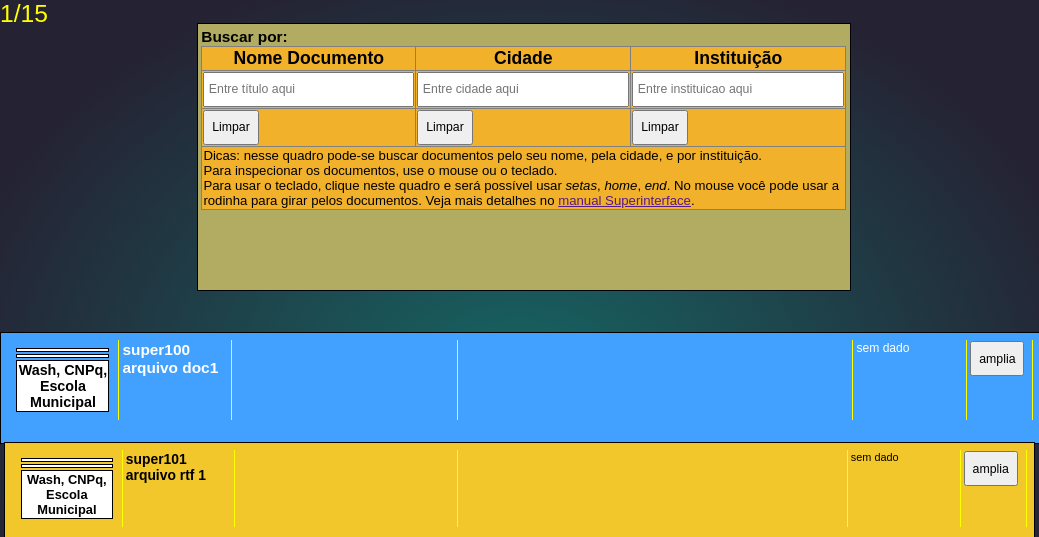 1/15
Buscar por:
Nome Documento Cidade Instituição
Entre título aqui Entre cidade aqui Entre instituicao aqui
Limpar Limpar Limpar
Dicas: nesse quadro pode-se buscar documentos pelo seu nome, pela cidade, e por instituição.
Para inspecionar os documentos, use o mouse ou o teclado.
Para usar o teclado, clique neste quadro e será possível usar setas, home, end. No mouse você pode usar a
rodinha para girar pelos documentos. Veja mais detalhes no manual Superinterface.
Wash, CNPq,
Escola
Municipal
super100
arquivo doc1
sem dado
amplia
Wash, CNPq,
Escola
Municipal
super101
arquivo rtf 1
sem dado
amplia